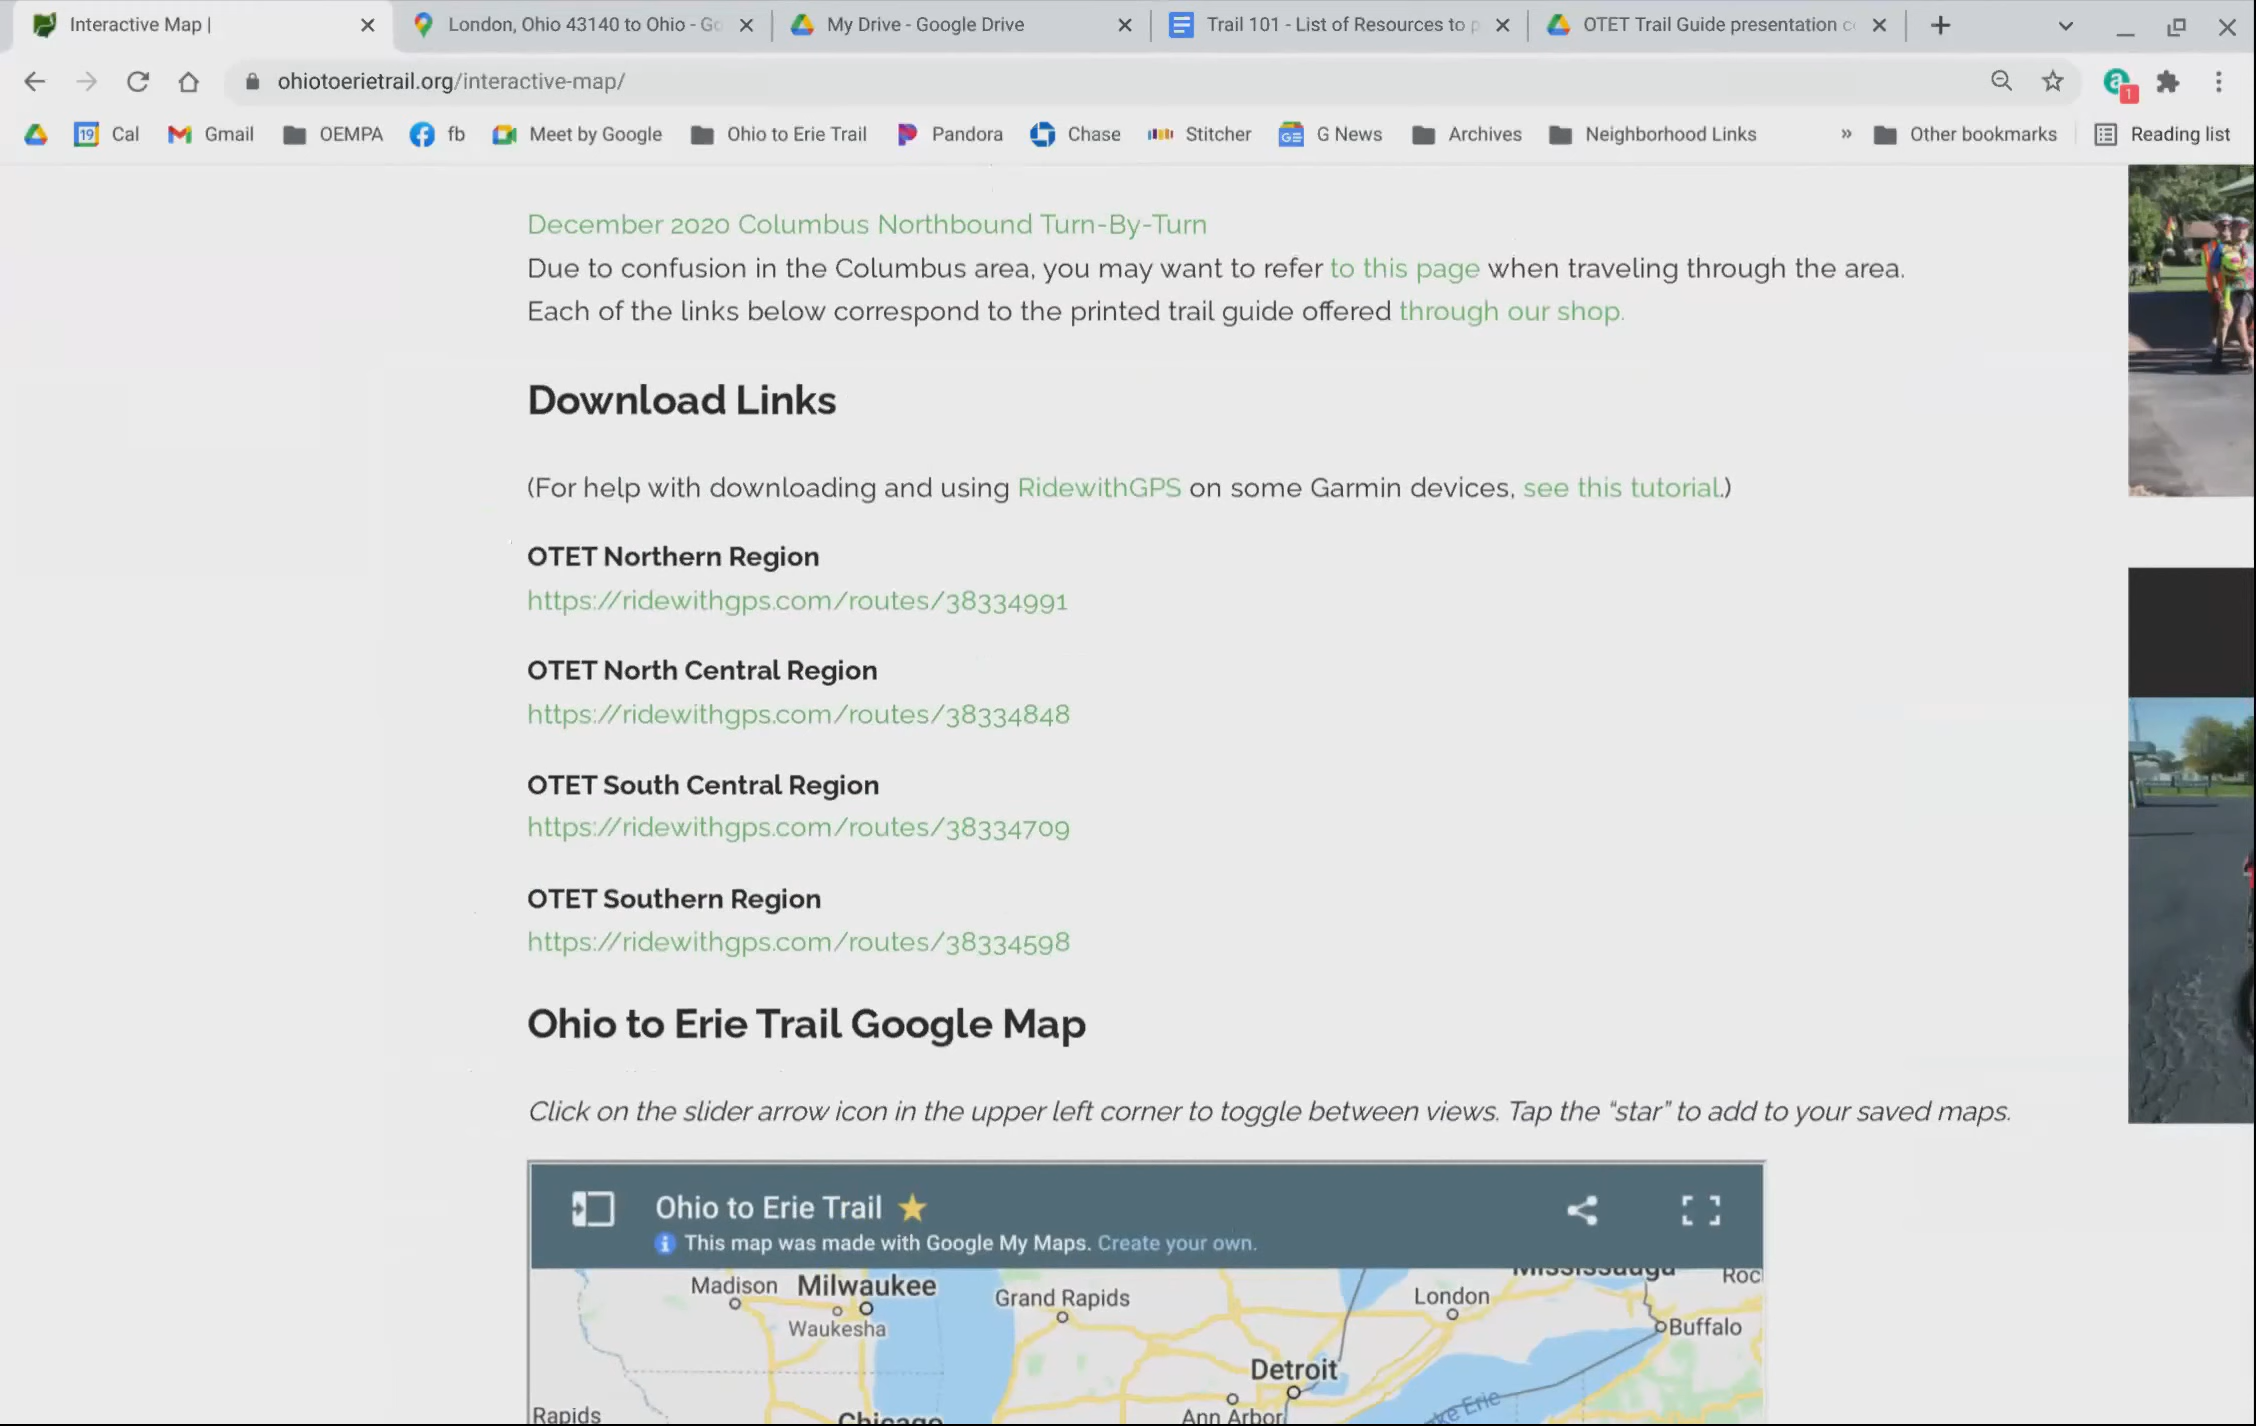 Interactive Map |
London, Ohio 43140 to Ohio - Go
My Drive - Google Drive
Trail 101 - List of Resources to p
OTET Trail Guide presentation c
ohiotoerietrail.org/interactive-map/
a
1
19 Cal
Gmail
OEMPA
fb
Meet by Google
Ohio to Erie Trail
Pandora
Chase
Stitcher
GE G News
Archives
Neighborhood Links
»
Other bookmarks
Reading list
December 2020 Columbus Northbound Turn-By-Turn
Due to confusion in the Columbus area, you may want to refer to this page when traveling through the area.
Each of the links below correspond to the printed trail guide offered through our shop.
Download Links
(For help with downloading and using RidewithGPS on some Garmin devices, see this tutorial.)
OTET Northern Region
https://ridewithgps.com/routes/38334991
OTET North Central Region
https://ridewithgps.com/routes/38334848
OTET South Central Region
https://ridewithgps.com/routes/38334709
OTET Southern Region
https://ridewithgps.com/routes/38334598
Ohio to Erie Trail Google Map
Click on the slider arrow icon in the upper left corner to toggle between views. Tap the “star” to add to your saved maps.
Ohio to Erie Trail
This map was made with Google My Maps. Create your own.
Mississauga
Roc
Madison
Milwaukee
Grand Rapids
London
Waukesha
Buffalo
Detroit
ke Erie
Rapids
Chicago
Ann Arbor